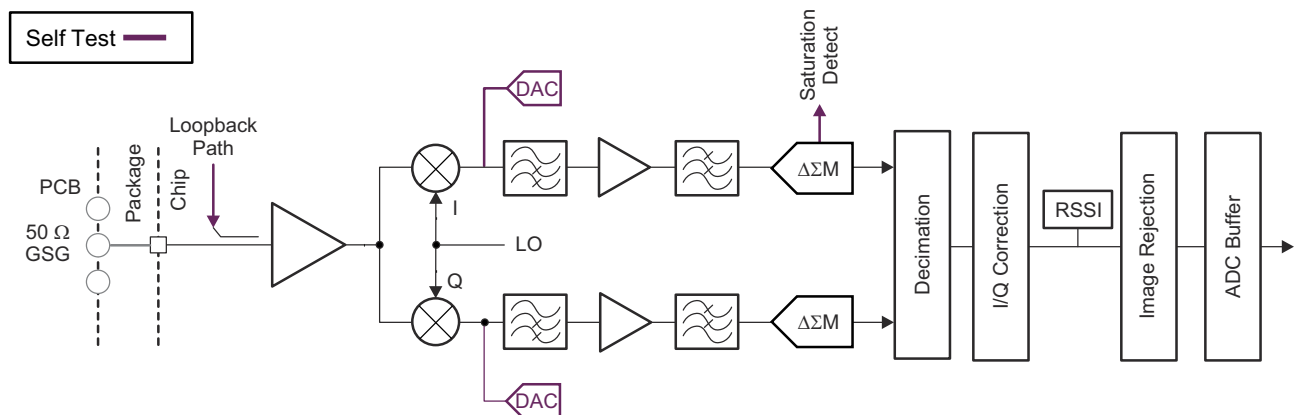 Self Test
DAC
Saturation
Detect
Loopback
Path
PCB
Package
Chip
50 Ω
GSG
I
LO
Q
ΔΣM
ΔΣM
DAC
Decimation
I/Q Correction
RSSI
Image Rejection
ADC Buffer